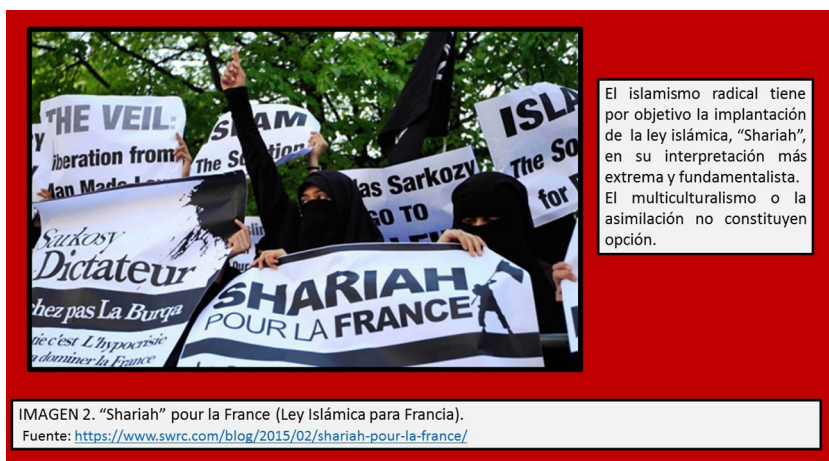 THE VEIL:
iberation from
Man Made
ISLAM
The Solution
as Sarkozy
GO TO
ISLA
The So
for
Sarkosy
Dictateur
chez pas La Burqa
c'est L'hypocrisie
dominer la France
SHARIAH
POUR LA FRANCE
El islamismo radical tiene
por objetivo la implantación
de la ley islámica, “Shariah”,
en su interpretación más
extrema y fundamentalista.
El multiculturalismo o la
asimilación no constituyen
opción.
IMAGEN 2. “Shariah” pour la France (Ley Islámica para Francia).
Fuente: https://www.swrc.com/blog/2015/02/shariah-pour-la-france/